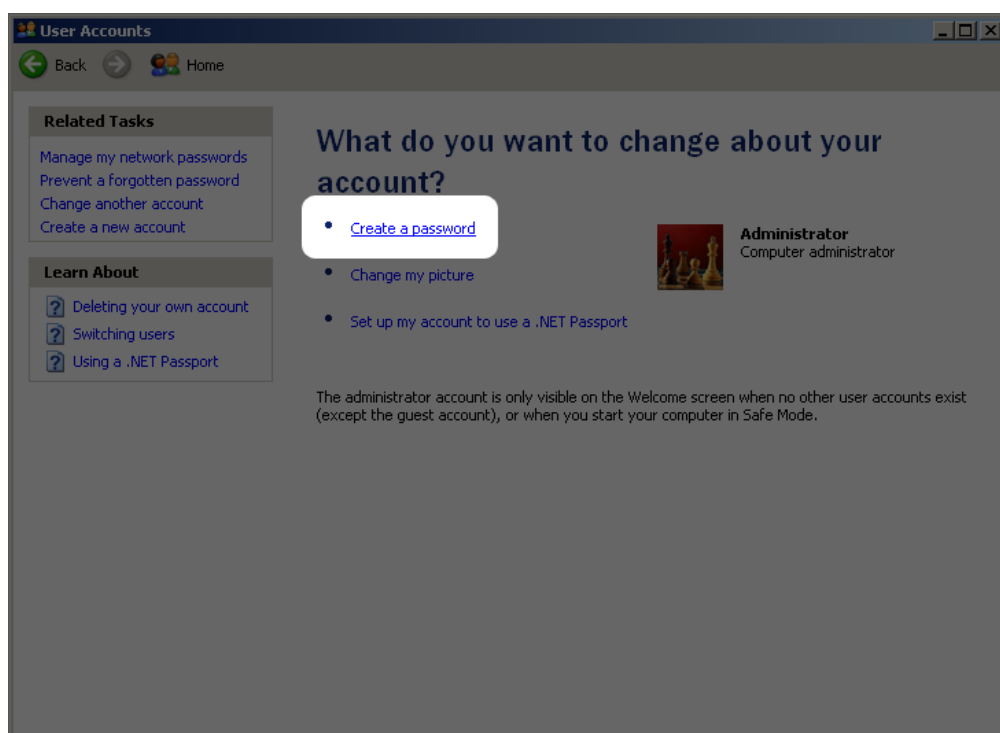 User Accounts
Back Home
Related Tasks
Manage my network passwords
Prevent a forgotten password
Change another account
Create a new account
Learn About
Deleting your own account
Switching users
Using a .NET Passport
What do you want to change about your
account?
Create a password
Change my picture
Set up my account to use a .NET Passport
Administrator
Computer administrator
The administrator account is only visible on the Welcome screen when no other user accounts exist
(except the guest account), or when you start your computer in Safe Mode.